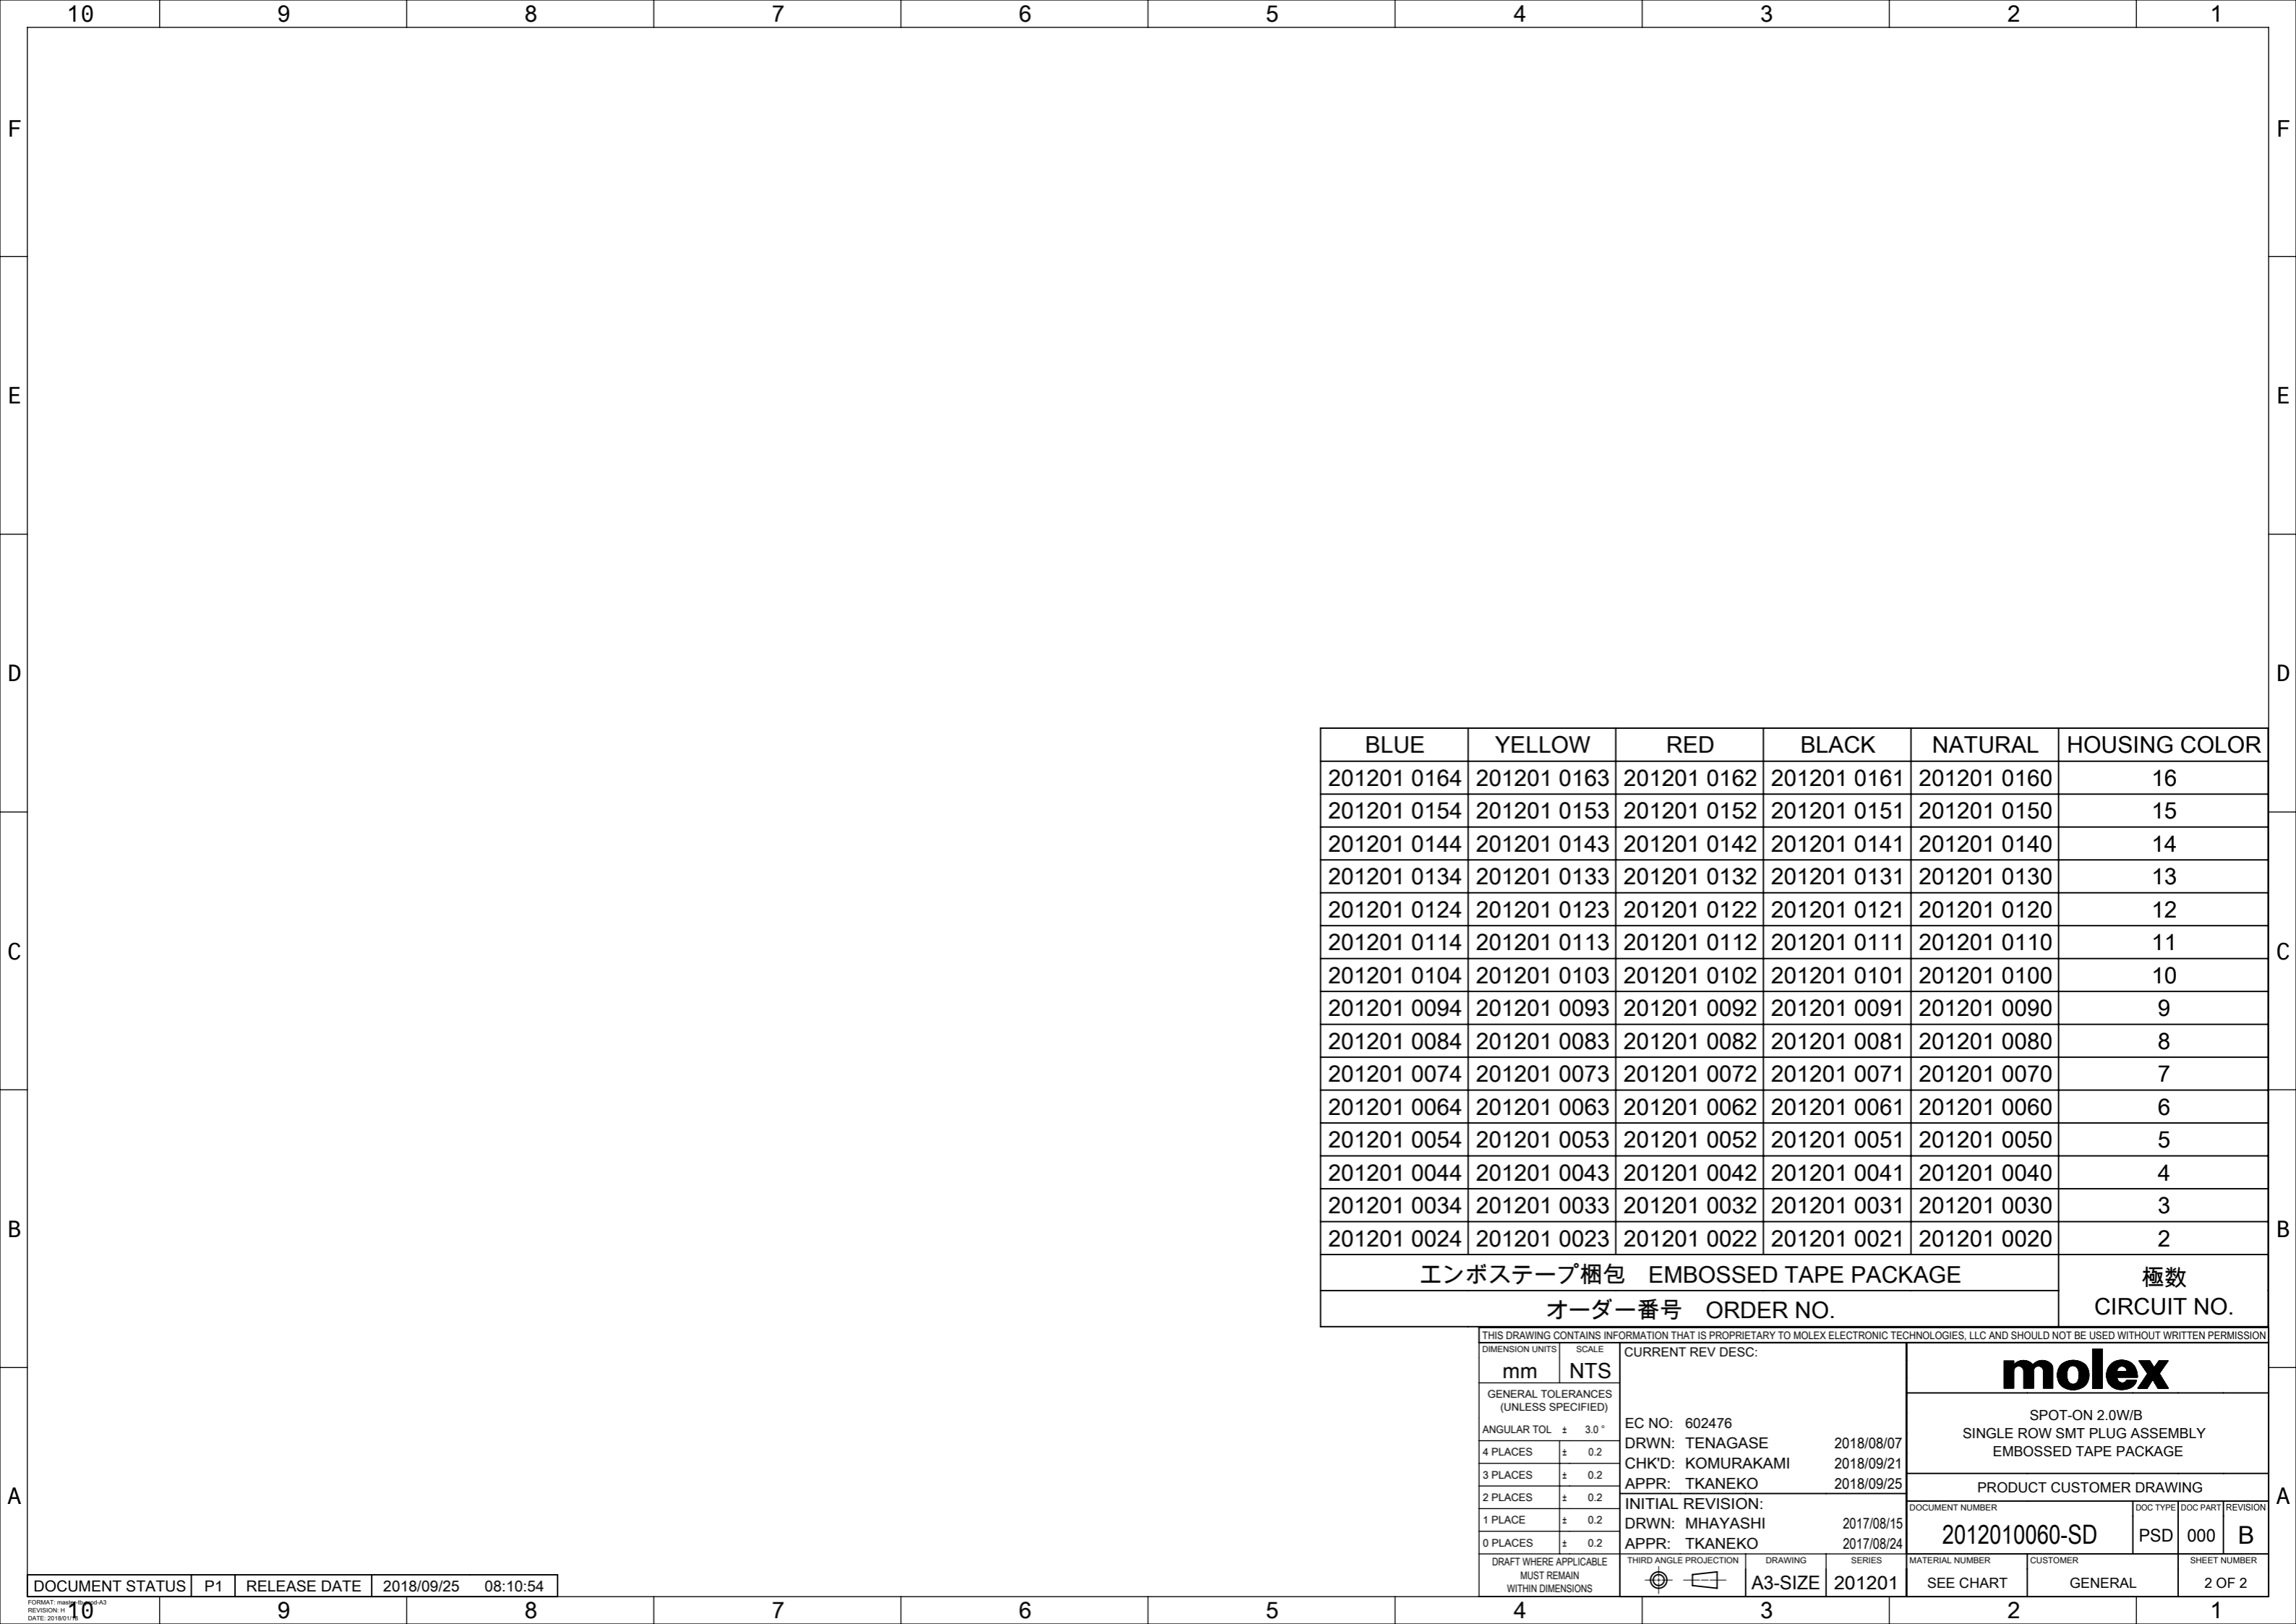 10 9 8 7 6 5 4 3 2 1
F F
E E
D D
C C
B B
A A
BLUE YELLOW RED BLACK NATURAL HOUSING COLOR
201201 0164 201201 0163 201201 0162 201201 0161 201201 0160 16
201201 0154 201201 0153 201201 0152 201201 0151 201201 0150 15
201201 0144 201201 0143 201201 0142 201201 0141 201201 0140 14
201201 0134 201201 0133 201201 0132 201201 0131 201201 0130 13
201201 0124 201201 0123 201201 0122 201201 0121 201201 0120 12
201201 0114 201201 0113 201201 0112 201201 0111 201201 0110 11
201201 0104 201201 0103 201201 0102 201201 0101 201201 0100 10
201201 0094 201201 0093 201201 0092 201201 0091 201201 0090 9
201201 0084 201201 0083 201201 0082 201201 0081 201201 0080 8
201201 0074 201201 0073 201201 0072 201201 0071 201201 0070 7
201201 0064 201201 0063 201201 0062 201201 0061 201201 0060 6
201201 0054 201201 0053 201201 0052 201201 0051 201201 0050 5
201201 0044 201201 0043 201201 0042 201201 0041 201201 0040 4
201201 0034 201201 0033 201201 0032 201201 0031 201201 0030 3
201201 0024 201201 0023 201201 0022 201201 0021 201201 0020 2
エンボステープ梱包 EMBOSSED TAPE PACKAGE
オーダー番号 ORDER NO.
極数
CIRCUIT NO.
THIS DRAWING CONTAINS INFORMATION THAT IS PROPRIETARY TO MOLEX ELECTRONIC TECHNOLOGIES, LLC AND SHOULD NOT BE USED WITHOUT WRITTEN PERMISSION
DIMENSION UNITS SCALE
mm NTS
GENERAL TOLERANCES
(UNLESS SPECIFIED)
ANGULAR TOL ± 3.0 °
4 PLACES ± 0.2
3 PLACES ± 0.2
2 PLACES ± 0.2
1 PLACE ± 0.2
0 PLACES ± 0.2
DRAFT WHERE APPLICABLE
MUST REMAIN
WITHIN DIMENSIONS
CURRENT REV DESC:
EC NO: 602476
DRWN: TENAGASE 2018/08/07
CHK'D: KOMURAKAMI 2018/09/21
APPR: TKANEKO 2018/09/25
INITIAL REVISION:
DRWN: MHAYASHI 2017/08/15
APPR: TKANEKO 2017/08/24
THIRD ANGLE PROJECTION DRAWING SERIES
A3-SIZE 201201
molex
SPOT-ON 2.0W/B
SINGLE ROW SMT PLUG ASSEMBLY
EMBOSSED TAPE PACKAGE
PRODUCT CUSTOMER DRAWING
DOCUMENT NUMBER DOC TYPE DOC PART REVISION
2012010060-SD PSD 000 B
MATERIAL NUMBER CUSTOMER SHEET NUMBER
SEE CHART GENERAL 2 OF 2
DOCUMENT STATUS P1 RELEASE DATE 2018/09/25 08:10:54
FORMAT:
REVISION: H
DATE:
10 9 8 7 6 5 4 3 2 1